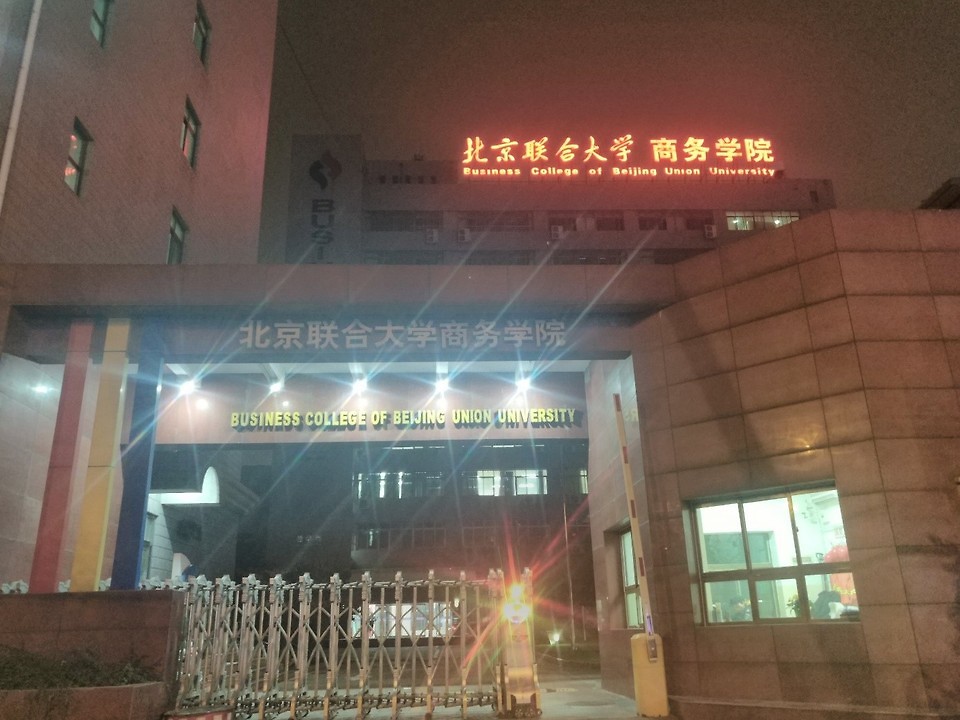 北京联合大学 商务学院
Business College of Beijing Union University
BUSI
北京联合大学商务学院
BUSINESS COLLEGE OF BEIJING UNION UNIVERSITY